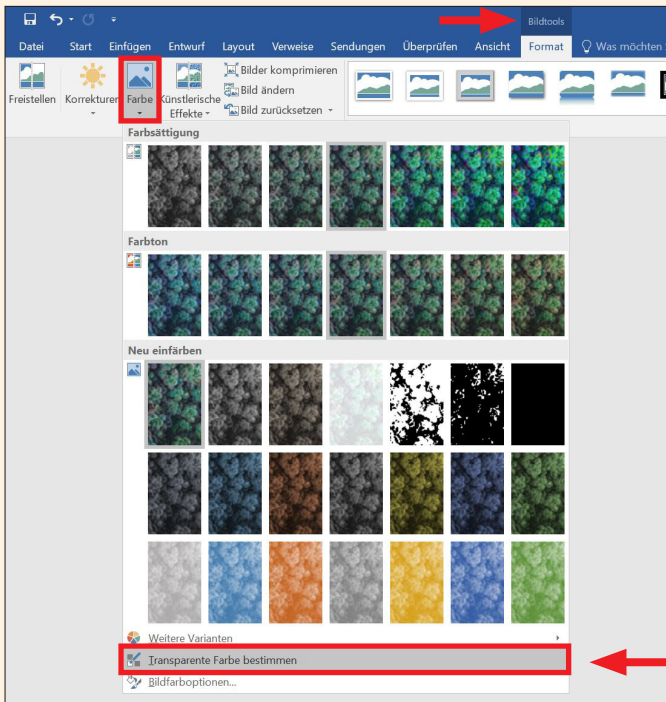 Bildtools
Datei Start Einfügen Entwurf Layout Verweise Sendungen Überprüfen Ansicht Format Was möchten
Freistellen Korrekturen Farbe Künstlerische Effekte
Bilder komprimieren
Bild ändern
Bild zurücksetzen
Farbsättigung
Farbton
Neu einfärben
Weitere Varianten
Transparente Farbe bestimmen
Bildfarboptionen...